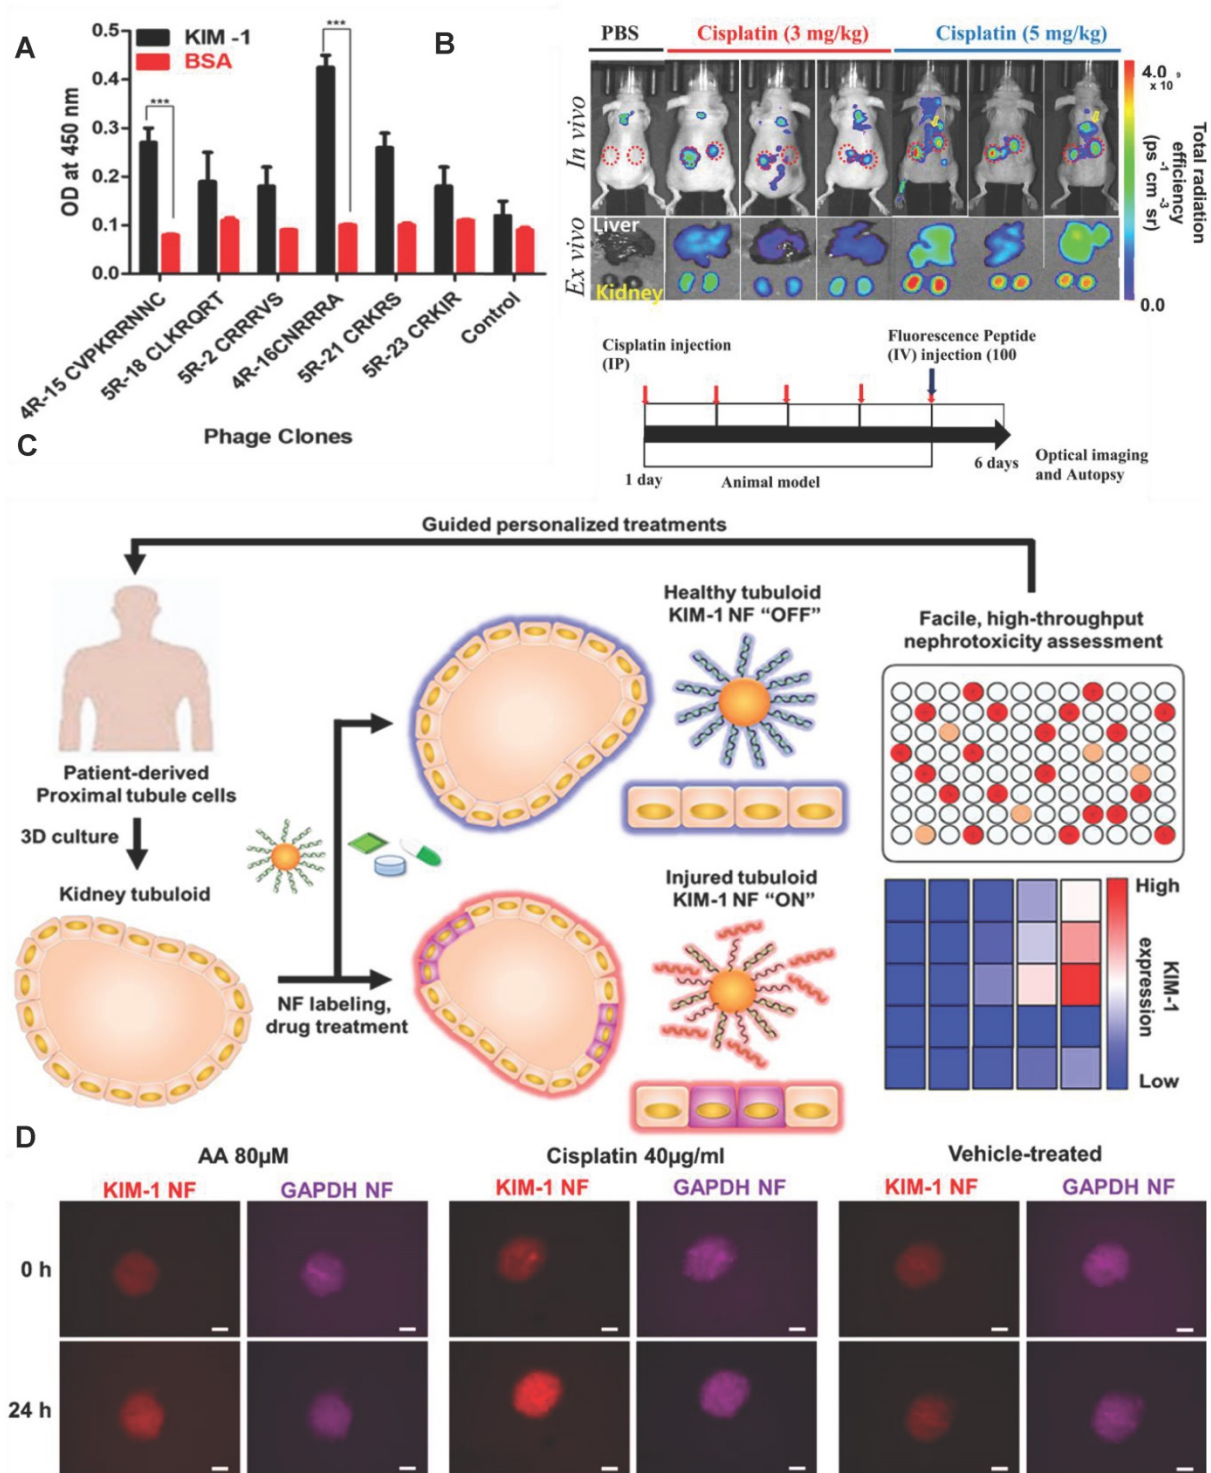 A
0.5
0.4
0.3
0.2
0.1
0.0
OD at 450 nm
KIM -1
BSA
***
***
4R-15 CVPKRRNNC
5R-18 CLKRQRT
5R-2 CRRRVS
4R-16CNRRRA
5R-21 CRKRS
5R-23 CRKIR
Control
Phage Clones
B
PBS
Cisplatin (3 mg/kg)
Cisplatin (5 mg/kg)
In vivo
Ex vivo
Liver
Kidney
4.0
x 10 9
0.0
Total radiation
efficiency
(ps -1 cm -3 sr)
Cisplatin injection
(IP)
Fluorescence Peptide
(IV) injection (100
1 day
Animal model
6 days
Optical imaging
and Autopsy
C
Guided personalized treatments
Patient-derived
Proximal tubule cells
3D culture
Kidney tubuloid
NF labeling,
drug treatment
Healthy tubuloid
KIM-1 NF “OFF”
Injured tubuloid
KIM-1 NF “ON”
Facile, high-throughput
nephrotoxicity assessment
High
KIM-1
expression
Low
D
AA 80µM
Cisplatin 40µg/ml
Vehicle-treated
KIM-1 NF
GAPDH NF
KIM-1 NF
GAPDH NF
KIM-1 NF
GAPDH NF
0 h
24 h